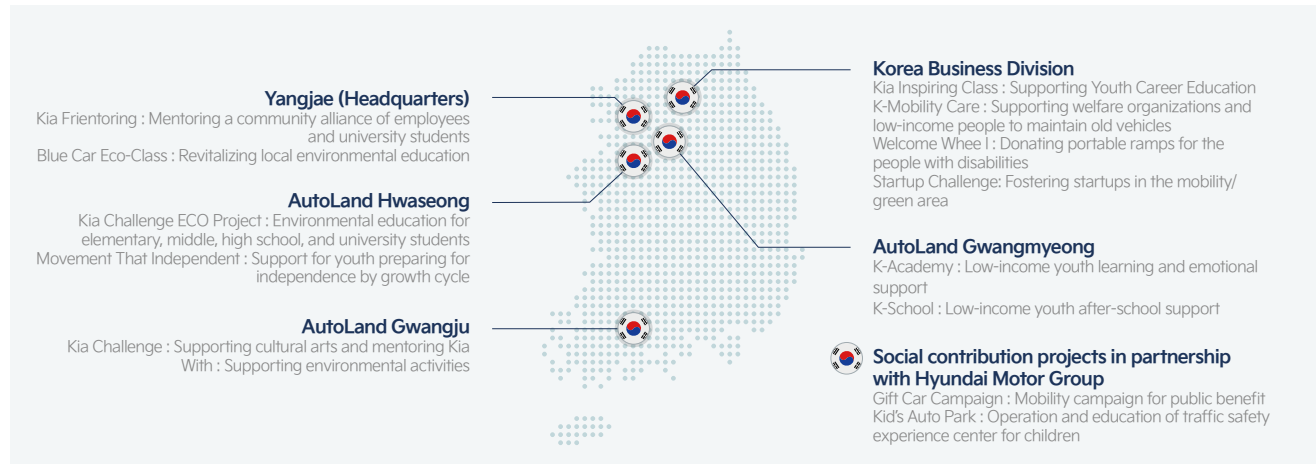 Yangjae (Headquarters)
Kia Frientoring : Mentoring a community alliance of employees
and university students
Blue Car Eco-Class : Revitalizing local environmental education
AutoLand Hwaseong
Kia Challenge ECO Project : Environmental education for
elementary, middle, high school, and university students
Movement That Independent : Support for youth preparing for
independence by growth cycle
AutoLand Gwangju
Kia Challenge : Supporting cultural arts and mentoring Kia
With : Supporting environmental activities
Korea Business Division
Kia Inspiring Class : Supporting Youth Career Education
K-Mobility Care : Supporting welfare organizations and
low-income people to maintain old vehicles
Welcome Whee l : Donating portable ramps for the
people with disabilities
Startup Challenge: Fostering startups in the mobility/
green area
AutoLand Gwangmyeong
K-Academy : Low-income youth learning and emotional
support
K-School : Low-income youth after-school support
Social contribution projects in partnership
with Hyundai Motor Group
Gift Car Campaign : Mobility campaign for public benefit
Kid's Auto Park : Operation and education of traffic safety
experience center for children